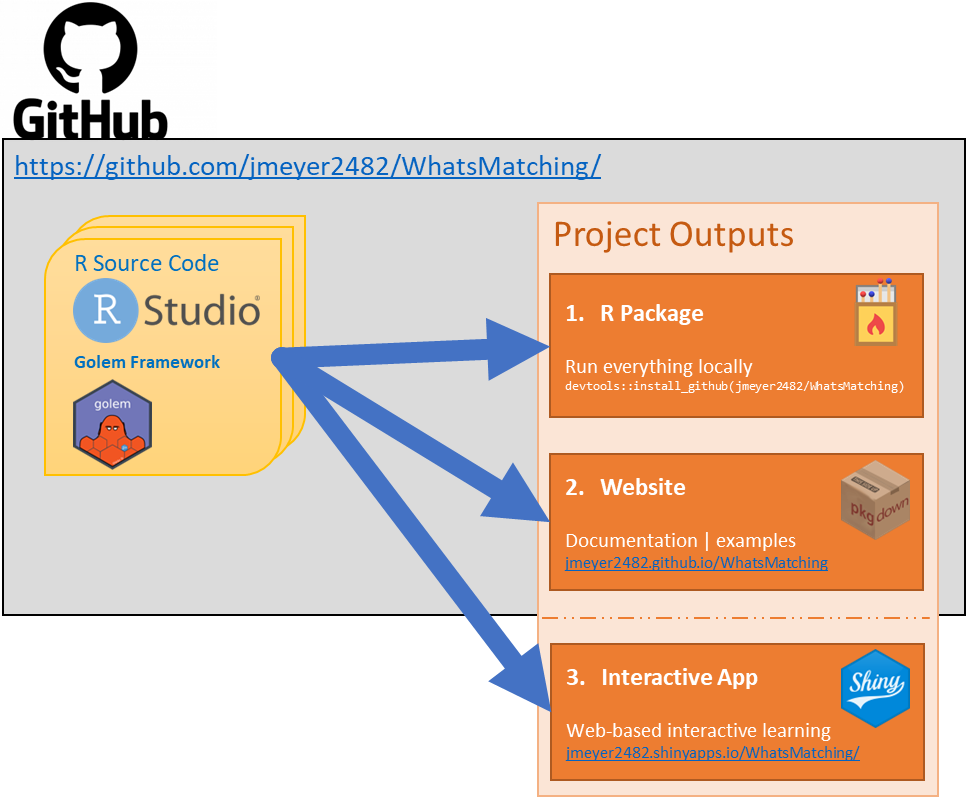 GitHub
https://github.com/jmeyer2482/WhatsMatching/
R Source Code
R Studio®
Golem Framework
golem
Project Outputs
1. R Package
Run everything locally
devtools::install_github(jmeyer2482/WhatsMatching)
2. Website
pkgdown
Documentation | examples
jmeyer2482.github.io/WhatsMatching
3. Interactive App
Shiny
Web-based interactive learning
jmeyer2482.shinyapps.io/WhatsMatching/